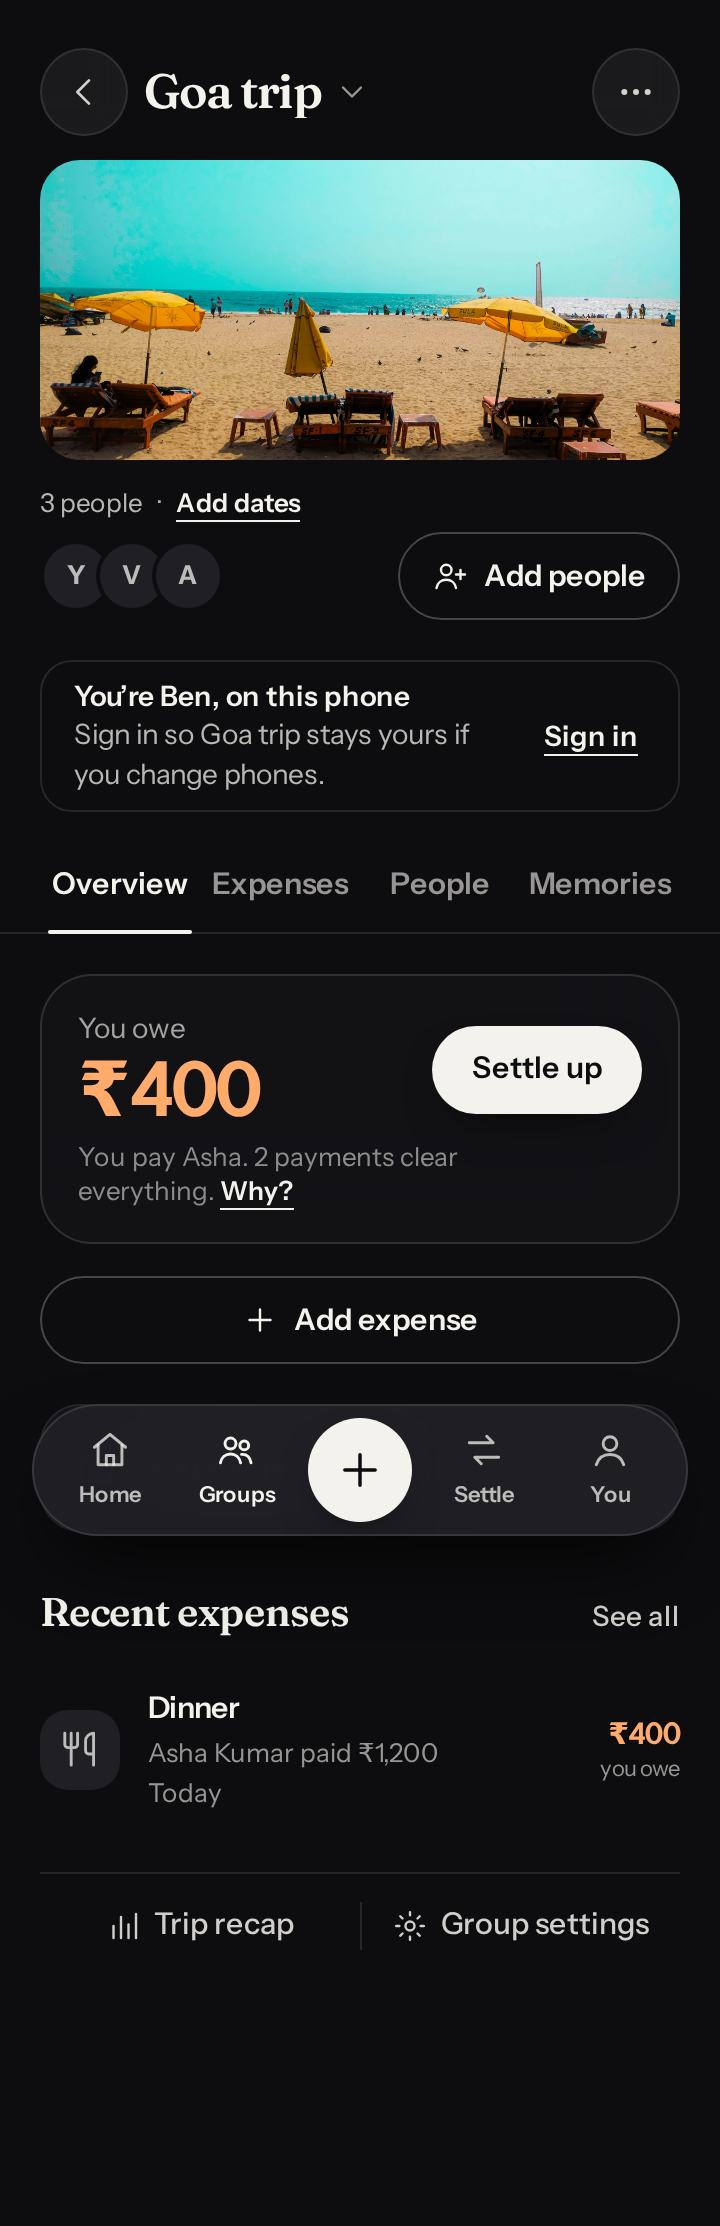 Goa trip
3 people · Add dates
Y V A
Add people
You're Ben, on this phone
Sign in so Goa trip stays yours if
you change phones.
Sign in
Overview Expenses People Memories
You owe
₹400
Settle up
You pay Asha. 2 payments clear
everything. Why?
Add expense
Home Groups Settle You
Recent expenses See all
Dinner
Asha Kumar paid ₹1,200
Today
₹400
you owe
Trip recap Group settings